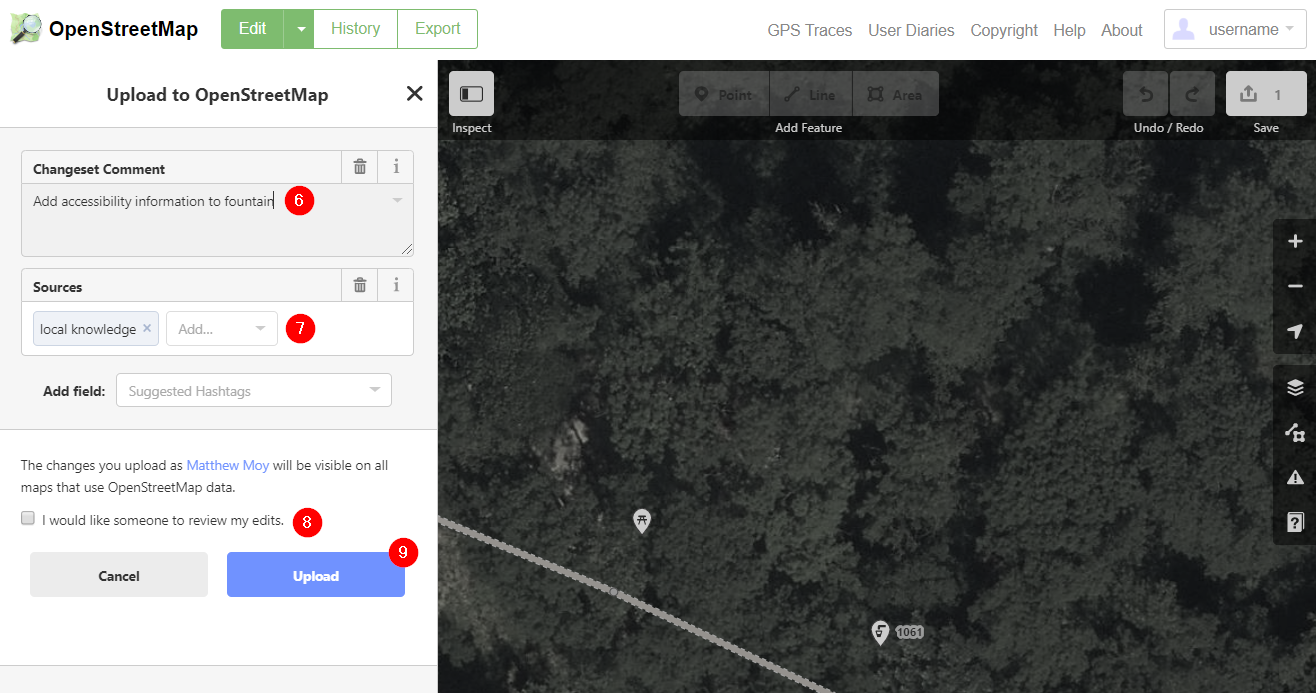 OpenStreetMap
Edit
History
Export
GPS Traces
User Diaries
Copyright
Help
About
username
Upload to OpenStreetMap
Changeset Comment
i
Add accessibility information to fountain
6
Sources
i
local knowledge ×
Add...
7
Add field:
Suggested Hashtags
The changes you upload as Matthew Moy will be visible on all
maps that use OpenStreetMap data.
I would like someone to review my edits.
8
Cancel
Upload
9
Inspect
Point
Line
Area
Add Feature
Undo / Redo
1
Save
?
1061